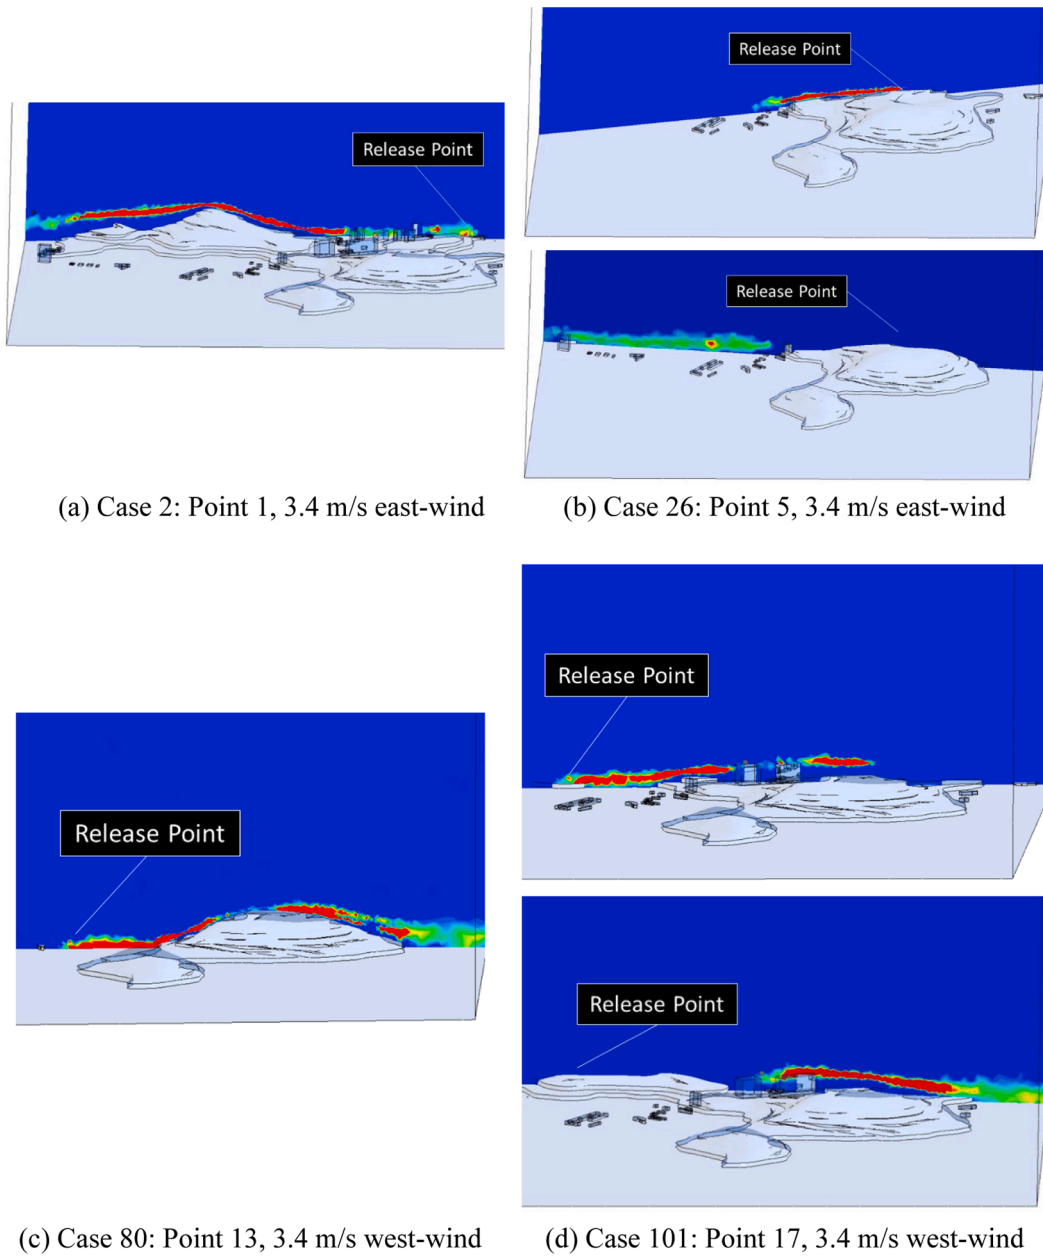 Release Point
Release Point
Release Point
(a) Case 2: Point 1, 3.4 m/s east-wind
(b) Case 26: Point 5, 3.4 m/s east-wind
Release Point
Release Point
Release Point
(c) Case 80: Point 13, 3.4 m/s west-wind
(d) Case 101: Point 17, 3.4 m/s west-wind